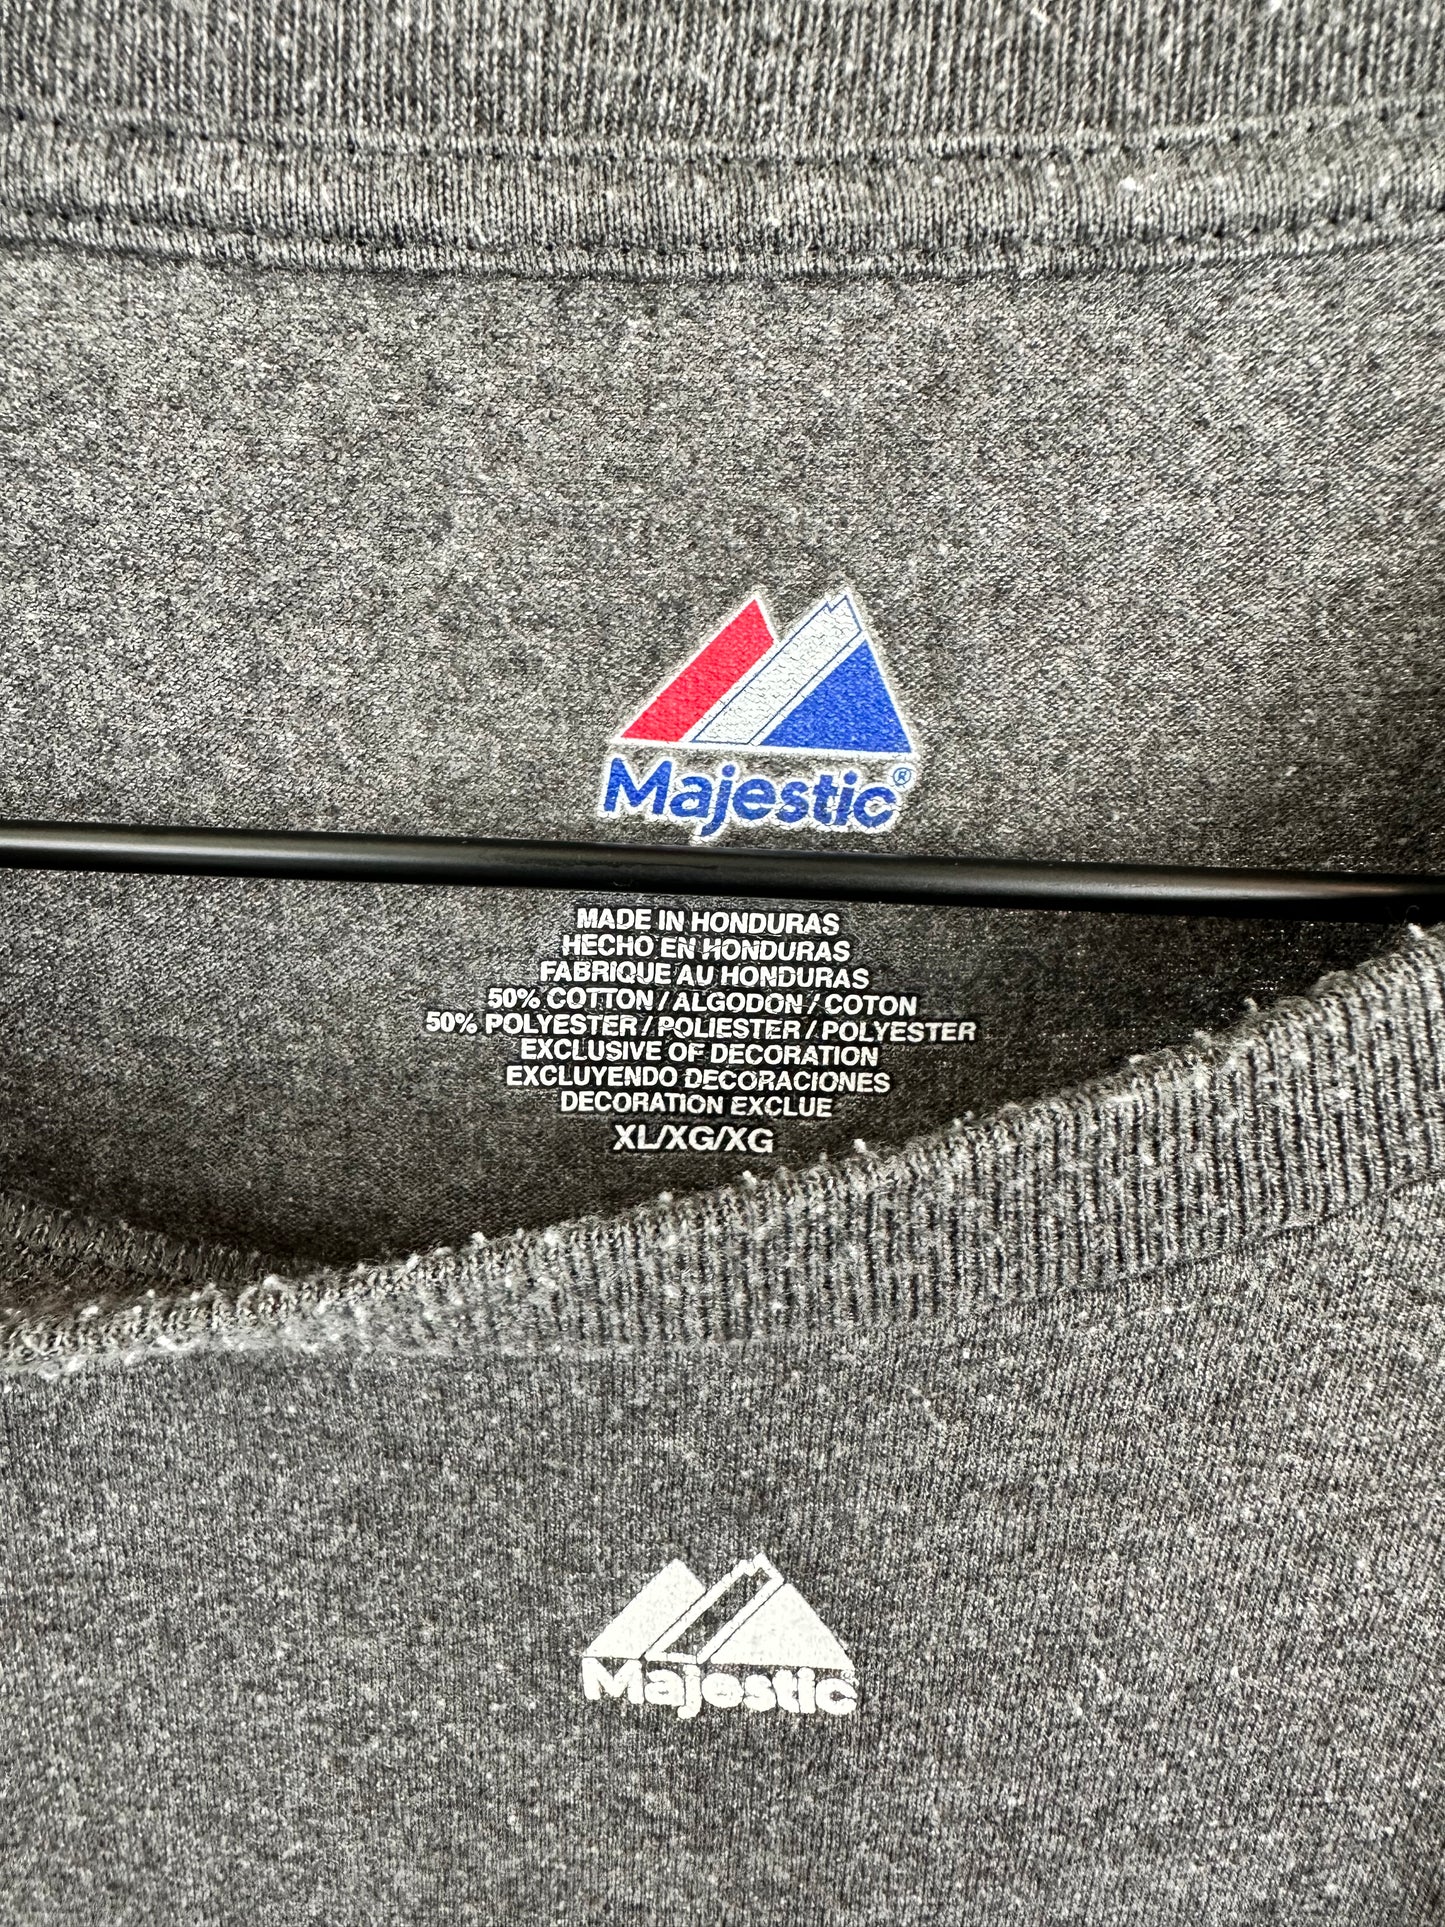 Majestic®
MADE IN HONDURAS
HECHO EN HONDURAS
FABRIQUE AU HONDURAS
50% COTTON / ALGODON / COTON
50% POLYESTER / POLIESTER / POLYESTER
EXCLUSIVE OF DECORATION
EXCLUYENDO DECORACIONES
DECORATION EXCLUE
XL/XG/XG
Majestic